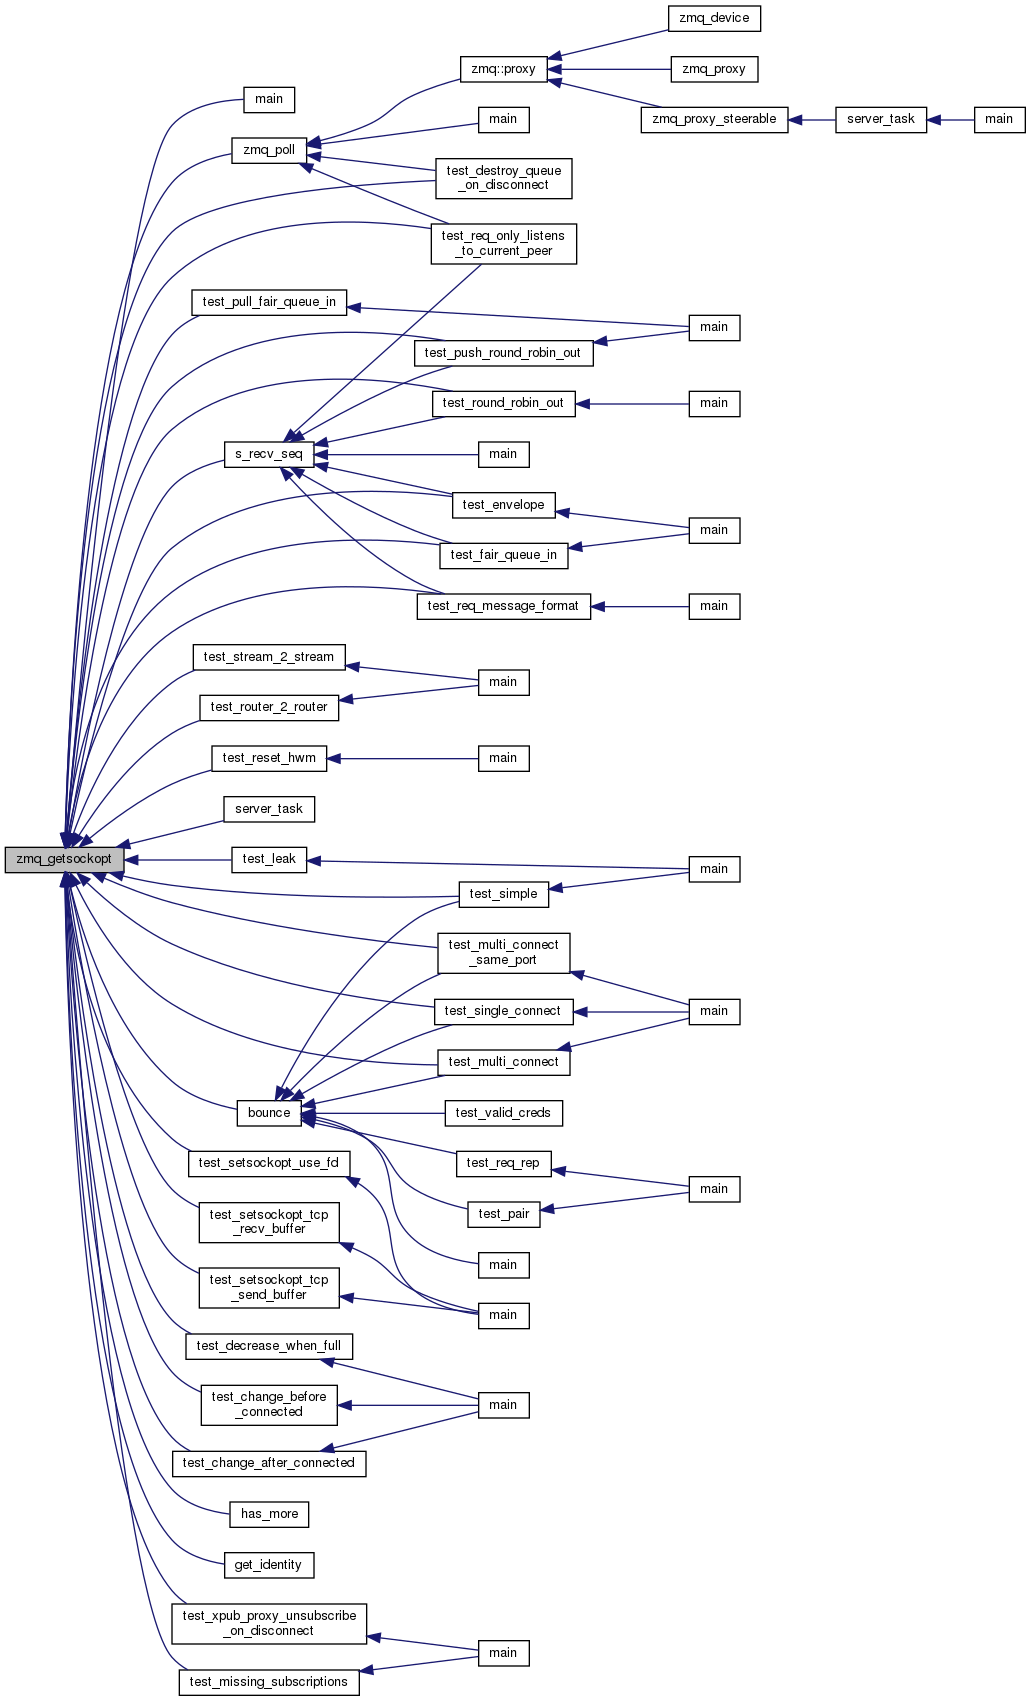 zmq_device
zmq::proxy
zmq_proxy
main
zmq_proxy_steerable
server_task
main
main
zmq_poll
test_destroy_queue
_on_disconnect
test_req_only_listens
_to_current_peer
test_pull_fair_queue_in
main
test_push_round_robin_out
test_round_robin_out
main
s_recv_seq
main
test_envelope
main
test_fair_queue_in
test_req_message_format
main
test_stream_2_stream
main
test_router_2_router
test_reset_hwm
main
server_task
zmq_getsockopt
test_leak
main
test_simple
test_multi_connect
_same_port
test_single_connect
main
test_multi_connect
bounce
test_valid_creds
test_setsockopt_use_fd
test_req_rep
main
test_setsockopt_tcp
_recv_buffer
test_pair
main
test_setsockopt_tcp
_send_buffer
main
test_decrease_when_full
test_change_before
_connected
main
test_change_after_connected
has_more
get_identity
test_xpub_proxy_unsubscribe
_on_disconnect
main
test_missing_subscriptions